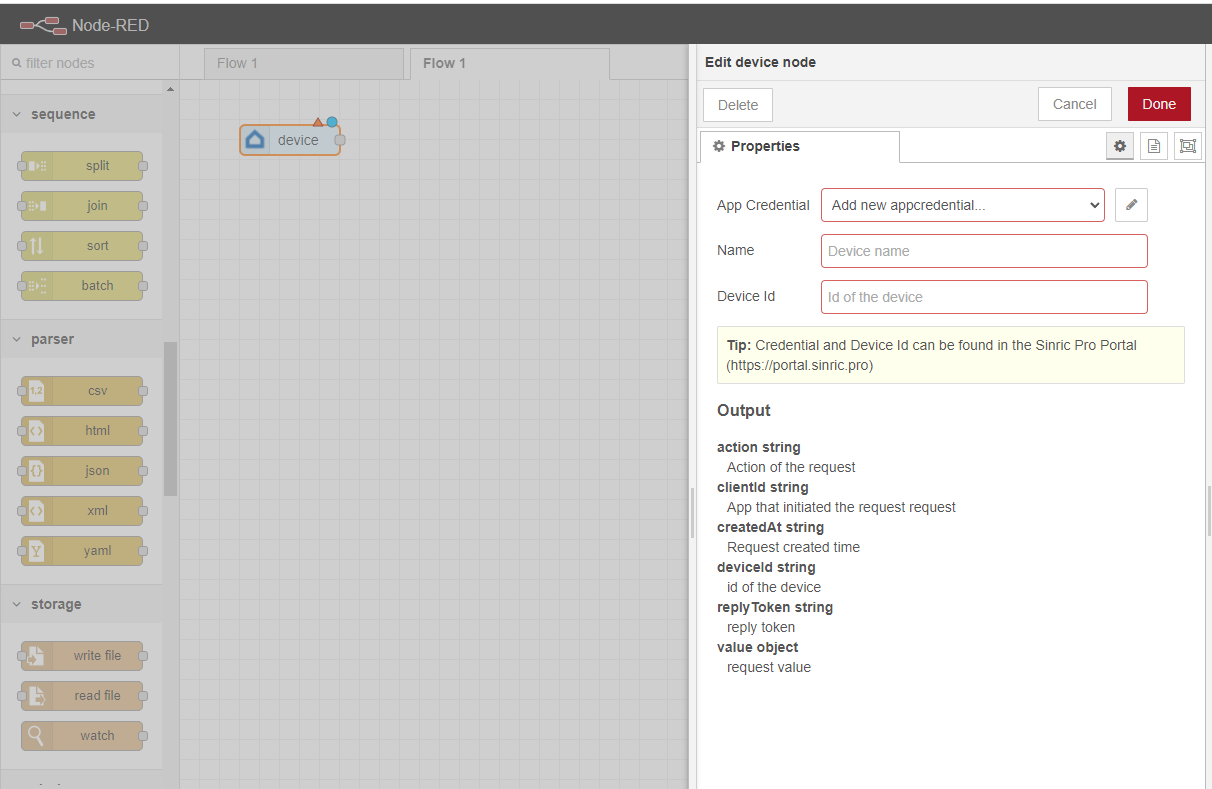 Node-RED
filter nodes
Flow 1
Flow 1
sequence
split
join
sort
batch
parser
1,2
csv
html
json
xml
Y
yaml
storage
write file
read file
watch
device
Edit device node
Delete
Cancel
Done
Properties
App Credential
Add new appcredential...
Name
Device name
Device Id
Id of the device
Tip: Credential and Device Id can be found in the Sinric Pro Portal
(https://portal.sinric.pro)
Output
action string
Action of the request
clientId string
App that initiated the request request
createdAt string
Request created time
deviceId string
id of the device
replyToken string
reply token
value object
request value